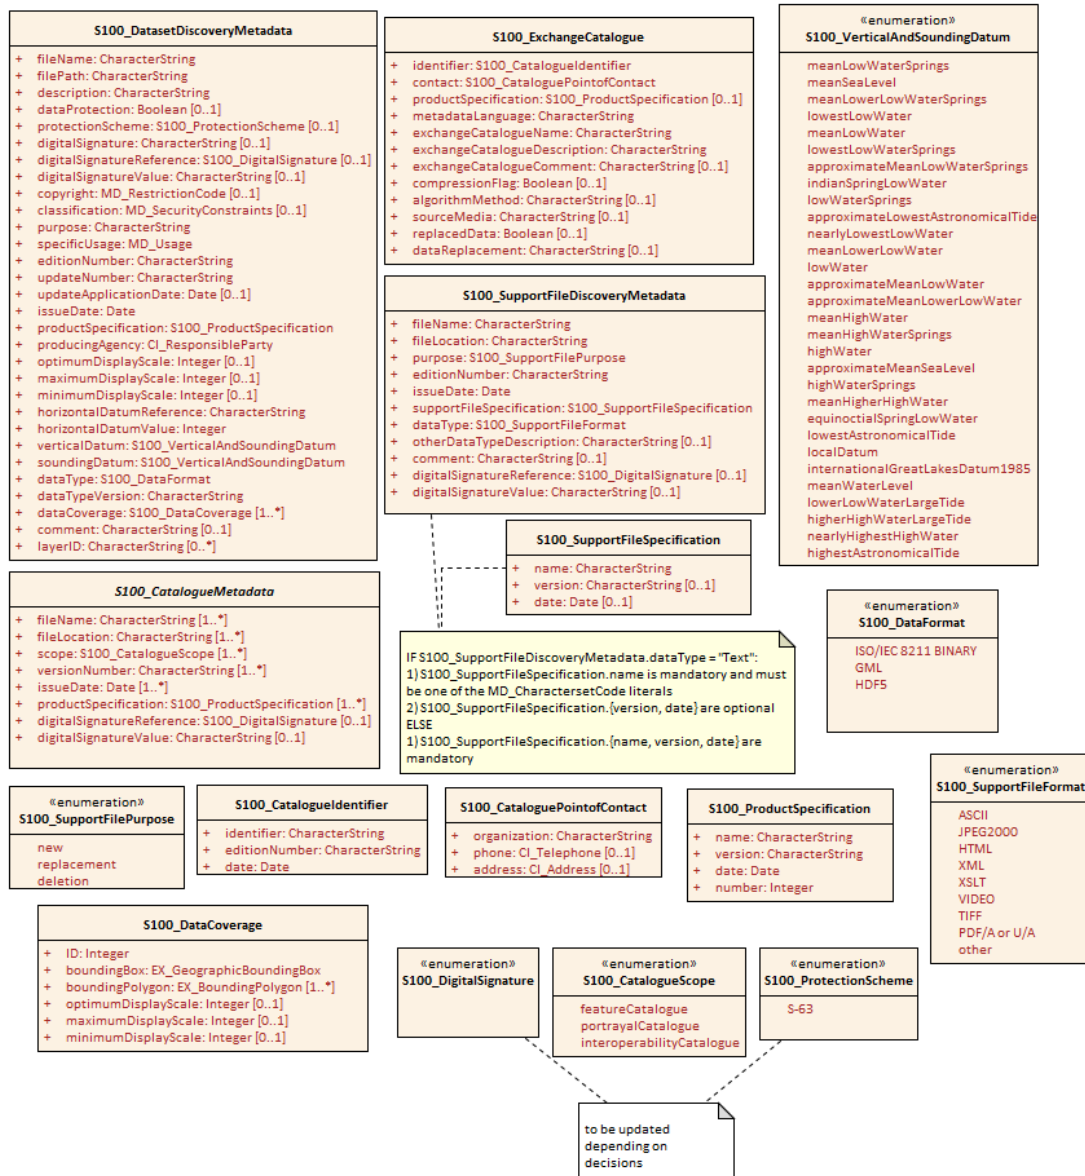 S100_DatasetDiscoveryMetadata
+ fileName: CharacterString
+ filePath: CharacterString
+ description: CharacterString
+ dataProtection: Boolean [0..1]
+ protectionScheme: S100_ProtectionScheme [0..1]
+ digitalSignature: CharacterString [0..1]
+ digitalSignatureReference: S100_DigitalSignature [0..1]
+ digitalSignatureValue: CharacterString [0..1]
+ copyright: MD_RestrictionCode [0..1]
+ classification: MD_SecurityConstraints [0..1]
+ purpose: CharacterString
+ specificUsage: MD_Usage
+ editionNumber: CharacterString
+ updateNumber: CharacterString
+ updateApplicationDate: Date [0..1]
+ issueDate: Date
+ productSpecification: S100_ProductSpecification
+ producingAgency: CI_ResponsibleParty
+ optimumDisplayScale: Integer [0..1]
+ maximumDisplayScale: Integer [0..1]
+ minimumDisplayScale: Integer [0..1]
+ horizontalDatumReference: CharacterString
+ horizontalDatumValue: Integer
+ verticalDatum: S100_VerticalAndSoundingDatum
+ soundingDatum: S100_VerticalAndSoundingDatum
+ dataType: S100_DataFormat
+ dataTypeVersion: CharacterString
+ dataCoverage: S100_DataCoverage [1..*]
+ comment: CharacterString [0..1]
+ layerID: CharacterString [0..*]
S100_ExchangeCatalogue
+ identifier: S100_CatalogueIdentifier
+ contact: S100_CataloguePointofContact
+ productSpecification: S100_ProductSpecification [0..1]
+ metadataLanguage: CharacterString
+ exchangeCatalogueName: CharacterString
+ exchangeCatalogueDescription: CharacterString
+ exchangeCatalogueComment: CharacterString [0..1]
+ compressionFlag: Boolean [0..1]
+ algorithmMethod: CharacterString [0..1]
+ sourceMedia: CharacterString [0..1]
+ replacedData: Boolean [0..1]
+ dataReplacement: CharacterString [0..1]
«enumeration»
S100_VerticalAndSoundingDatum
meanLowWaterSprings
meanSeaLevel
meanLowerLowWaterSprings
lowestLowWater
meanLowWater
lowestLowWaterSprings
approximateMeanLowWaterSprings
indianSpringLowWater
lowWaterSprings
approximateLowestAstronomicalTide
nearlyLowestLowWater
meanLowerLowWater
lowWater
approximateMeanLowWater
approximateMeanLowerLowWater
meanHighWater
meanHighWaterSprings
highWater
approximateMeanSeaLevel
highWaterSprings
meanHigherHighWater
equinoctialSpringLowWater
lowestAstronomicalTide
localDatum
internationalGreatLakesDatum1985
meanWaterLevel
lowerLowWaterLargeTide
higherHighWaterLargeTide
nearlyHighestHighWater
highestAstronomicalTide
S100_SupportFileDiscoveryMetadata
+ fileName: CharacterString
+ fileLocation: CharacterString
+ purpose: S100_SupportFilePurpose
+ editionNumber: CharacterString
+ issueDate: Date
+ supportFileSpecification: S100_SupportFileSpecification
+ dataType: S100_SupportFileFormat
+ otherDataTypeDescription: CharacterString [0..1]
+ comment: CharacterString [0..1]
+ digitalSignatureReference: S100_DigitalSignature [0..1]
+ digitalSignatureValue: CharacterString [0..1]
S100_SupportFileSpecification
+ name: CharacterString
+ version: CharacterString [0..1]
+ date: Date [0..1]
S100_CatalogueMetadata
+ fileName: CharacterString [1..*]
+ fileLocation: CharacterString [1..*]
+ scope: S100_CatalogueScope [1..*]
+ versionNumber: CharacterString [1..*]
+ issueDate: Date [1..*]
+ productSpecification: S100_ProductSpecification [1..*]
+ digitalSignatureReference: S100_DigitalSignature [0..1]
+ digitalSignatureValue: CharacterString [0..1]
IF S100_SupportFileDiscoveryMetadata.dataType = "Text":
1) S100_SupportFileSpecification.name is mandatory and must
be one of the MD_CharactersetCode literals
2) S100_SupportFileSpecification.{version, date} are optional
ELSE
1) S100_SupportFileSpecification.{name, version, date} are
mandatory
«enumeration»
S100_DataFormat
ISO/IEC 8211 BINARY
GML
HDF5
«enumeration»
S100_SupportFileFormat
ASCII
JPEG2000
HTML
XML
XSLT
VIDEO
TIFF
PDF/A or U/A
other
«enumeration»
S100_SupportFilePurpose
new
replacement
deletion
S100_CatalogueIdentifier
+ identifier: CharacterString
+ editionNumber: CharacterString
+ date: Date
S100_CataloguePointofContact
+ organization: CharacterString
+ phone: CI_Telephone [0..1]
+ address: CI_Address [0..1]
S100_ProductSpecification
+ name: CharacterString
+ version: CharacterString
+ date: Date
+ number: Integer
S100_DataCoverage
+ ID: Integer
+ boundingBox: EX_GeographicBoundingBox
+ boundingPolygon: EX_BoundingPolygon [1..*]
+ optimumDisplayScale: Integer [0..1]
+ maximumDisplayScale: Integer [0..1]
+ minimumDisplayScale: Integer [0..1]
«enumeration»
S100_DigitalSignature
«enumeration»
S100_CatalogueScope
featureCatalogue
portrayalCatalogue
interoperabilityCatalogue
«enumeration»
S100_ProtectionScheme
S-63
to be updated
depending on
decisions